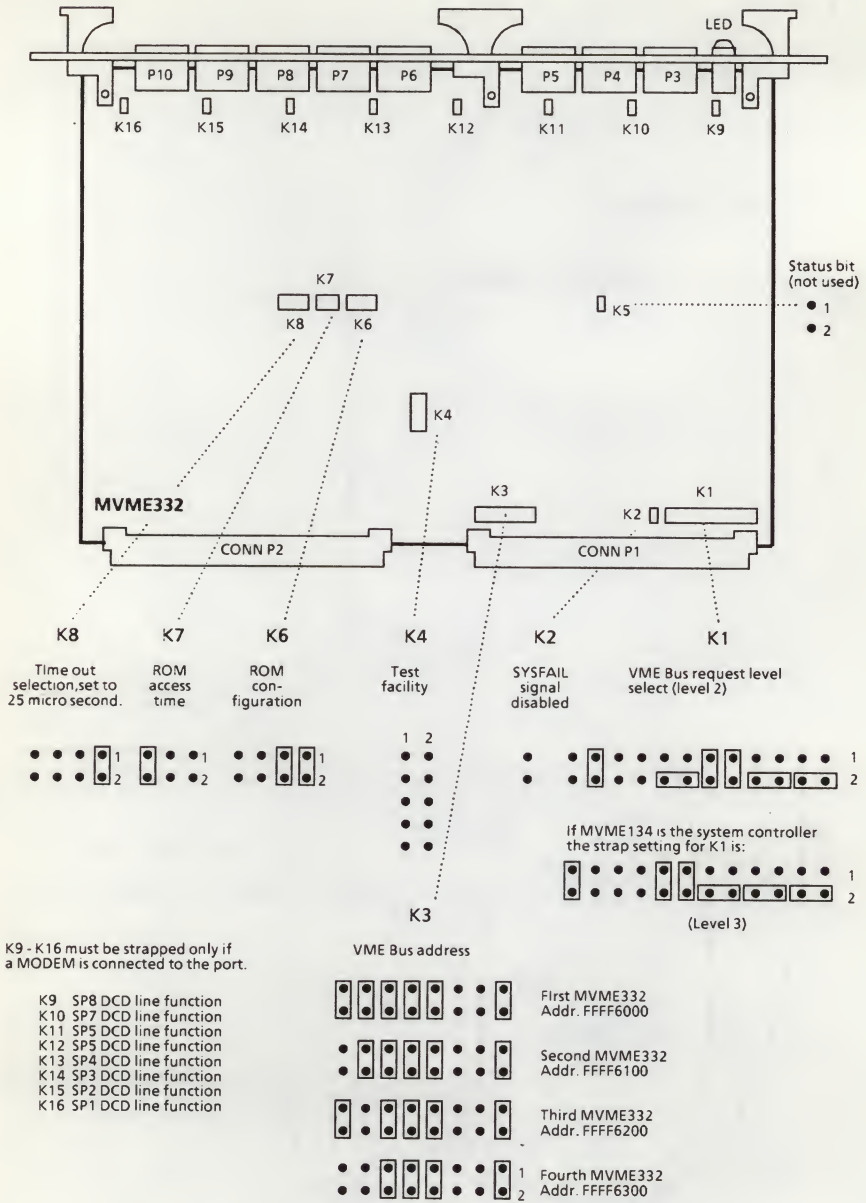 LED
P10 P9 P8 P7 P6 P5 P4 P3
K16 K15 K14 K13 K12 K11 K10 K9
Status bit
(not used)
1
2
K7
K8 K6
K5
K4
MVME332
K3
K2
K1
CONN P2
CONN P1
K8
TIme out
selection,set to
25 micro second.
1
2
K7
ROM
access
time
1
2
K6
ROM
con-
figuration
1
2
K4
Test
facility
1 2
K2
SYSFAIL
signal
disabled
K1
VME Bus request level
select (level 2)
1
2
If MVME134 is the system controller
the strap setting for K1 is:
1
2
(Level 3)
K3
VME Bus address
FIrst MVME332
Addr. FFFF6000
Second MVME332
Addr. FFFF6100
Third MVME332
Addr. FFFF6200
1 Fourth MVME332
2 Addr. FFFF6300
K9 - K16 must be strapped only if
a MODEM is connected to the port.
K9 SP8 DCD line function
K10 SP7 DCD line function
K11 SP5 DCD line function
K12 SP5 DCD line function
K13 SP4 DCD line function
K14 SP3 DCD line function
K15 SP2 DCD line function
K16 SP1 DCD line function